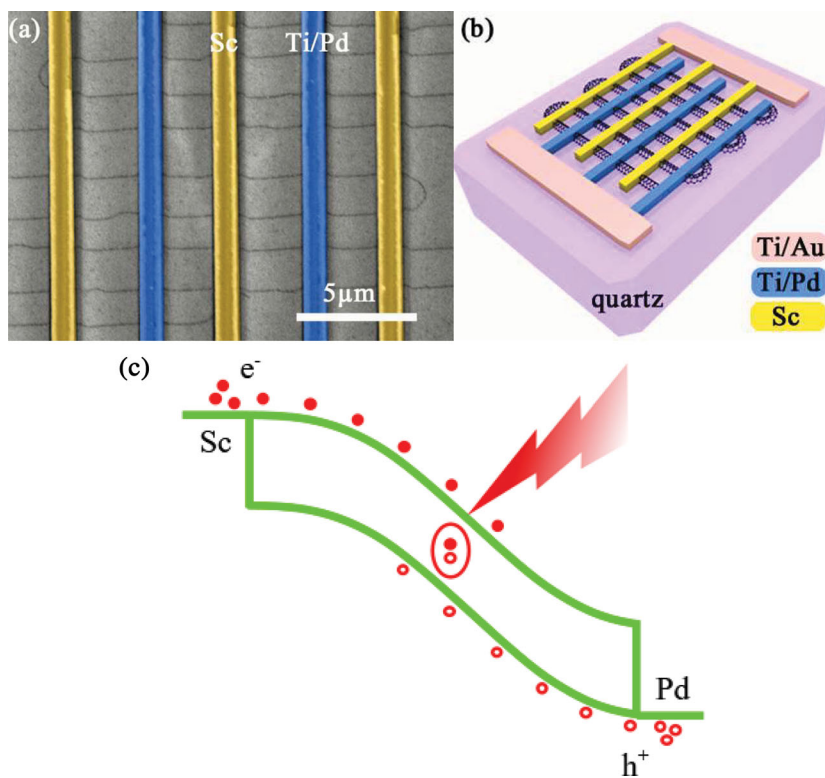 (a)
Sc
Ti/Pd
5μm
(b)
quartz
Ti/Au
Ti/Pd
Sc
(c)
e⁻
Sc
Pd
h⁺